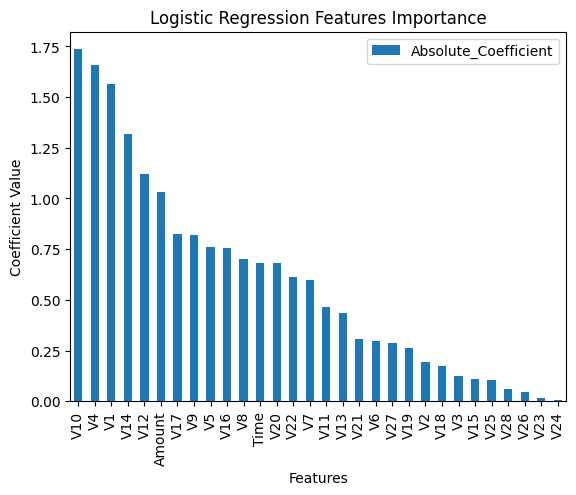 Logistic Regression Features Importance
Absolute_Coefficient
Coefficient Value
1.75
1.50
1.25
1.00
0.75
0.50
0.25
0.00
V10
V4
V1
V14
V12
Amount
V17
V9
V5
V16
V8
Time
V20
V22
V7
V11
V13
V21
V6
V27
V19
V2
V18
V3
V15
V25
V28
V26
V23
V24
Features